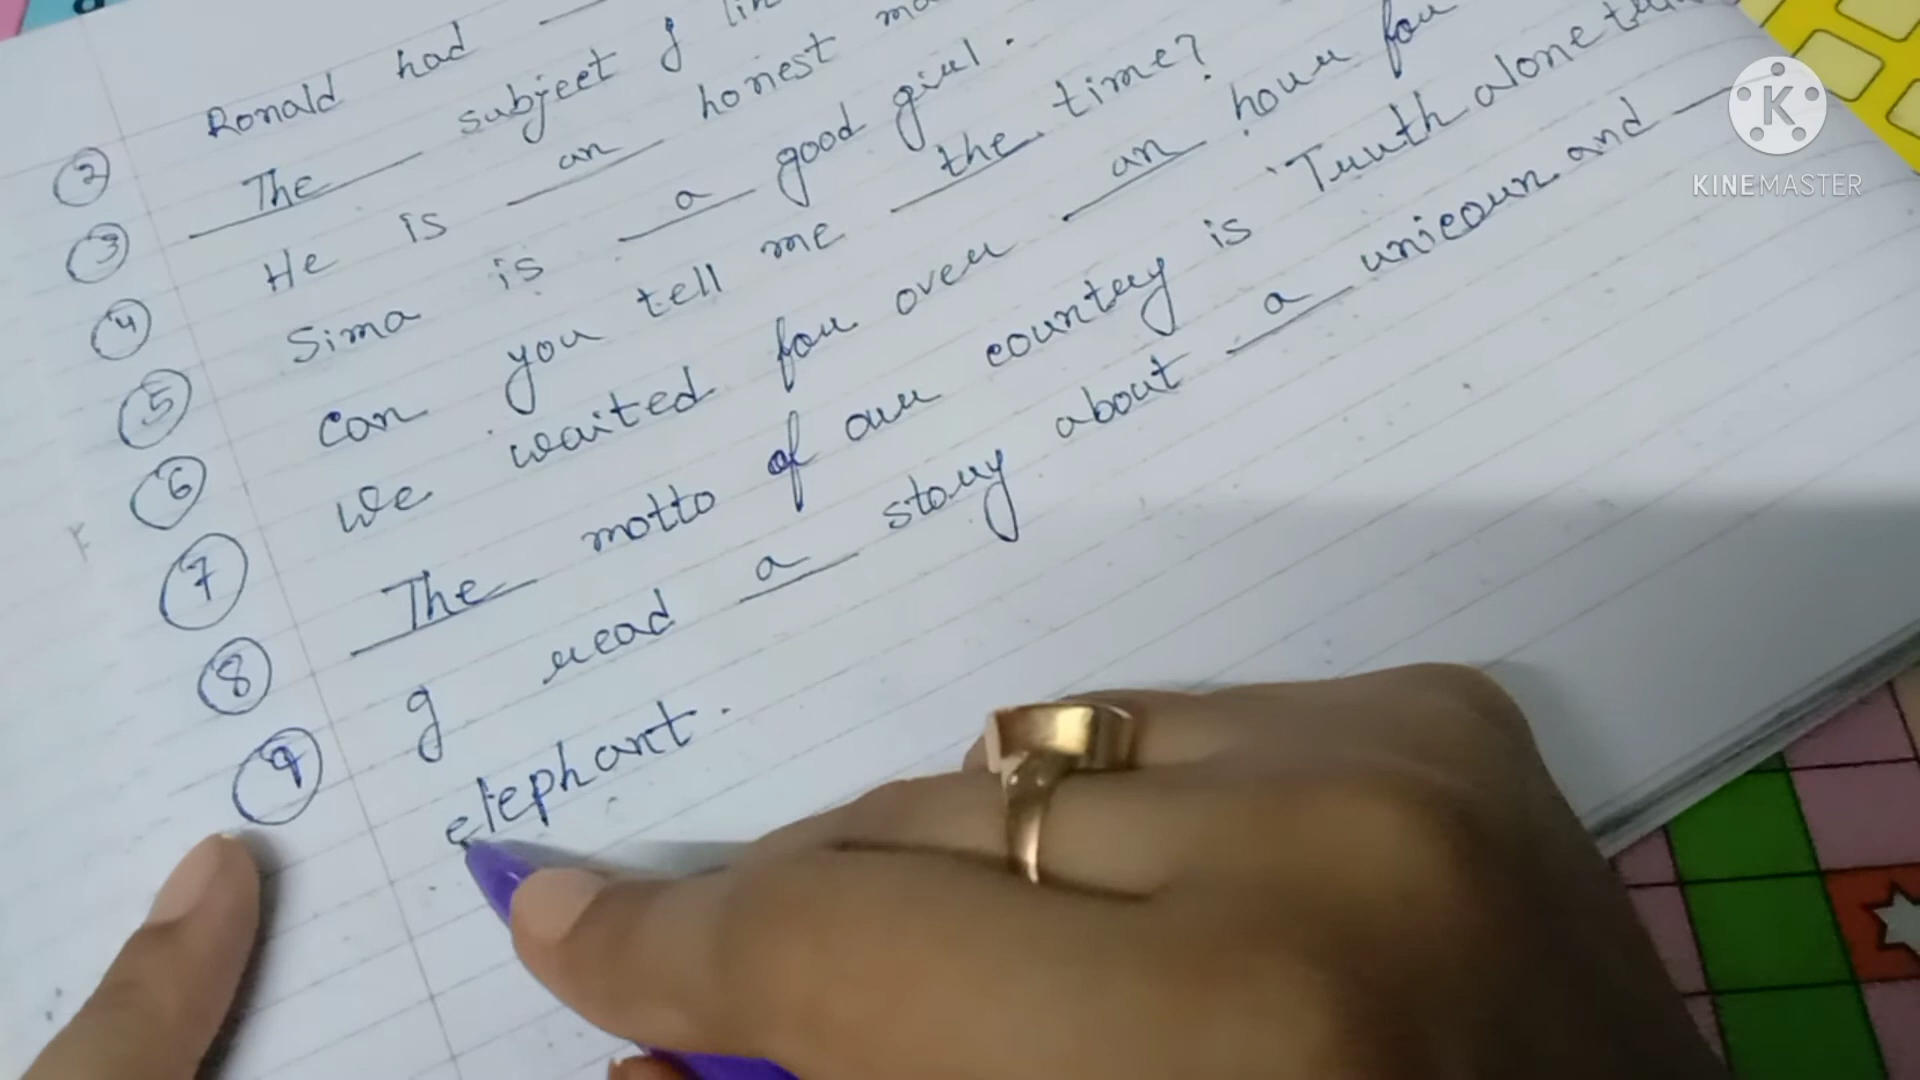 Ronald had
② The subject I
③ He is an honest
④ Sima is a good girl.
⑤ can you tell me the time?
⑥ We waited for over an hour for
⑦ The motto of our country is 'Truth alone
⑧ I read a story about a unicorn and
⑨ elephant.
KINEMASTER